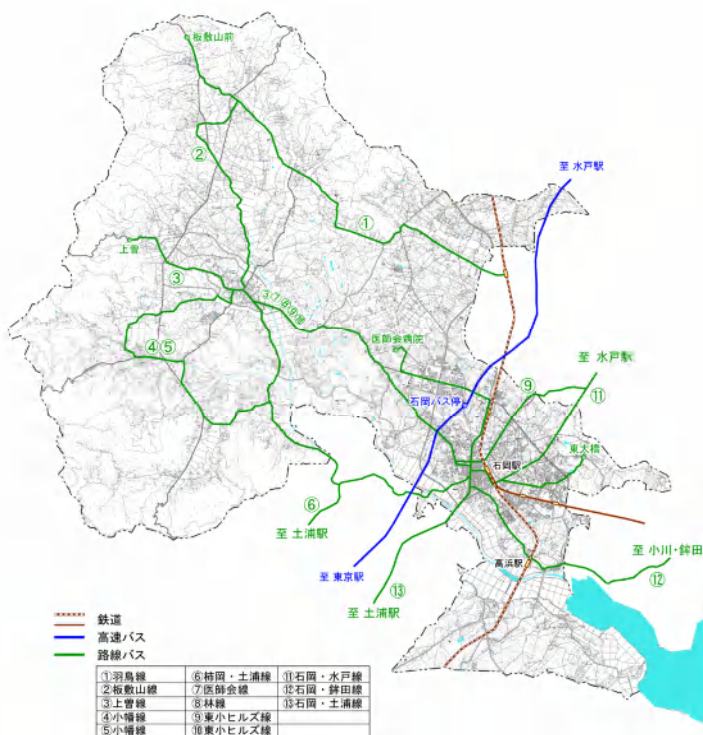 板敷山前
至 水戸駅
②
①
上曽
③
④⑤
医師会病院
至 水戸駅
⑨
⑪
石岡バス停
東大橋
石岡駅
⑥
至 土浦駅
至 東京駅
高浜駅
至 小川・鉾田
⑫
⑬
至 土浦駅
鉄道
高速バス
路線バス
①羽鳥線 ⑥柿岡・土浦線 ⑪石岡・水戸線
②板敷山線 ⑦医師会線 ⑫石岡・鉾田線
③上曽線 ⑧林線 ⑬石岡・土浦線
④小幡線 ⑨東小ヒルズ線
⑤小幡線 ⑩東小ヒルズ線